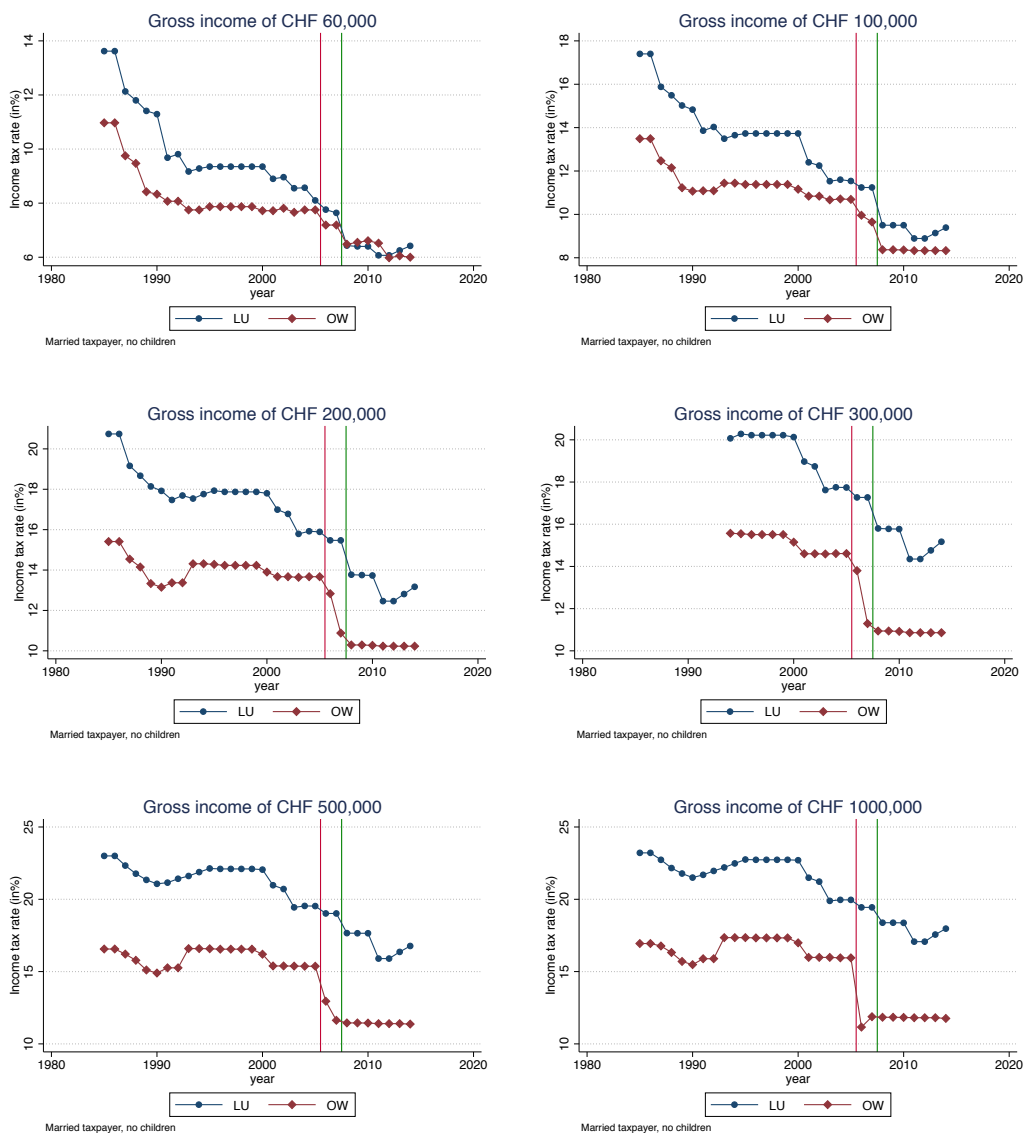 Gross income of CHF 60,000
Income tax rate (in%)
14
12
10
8
6
1980 1990 2000 2010 2020
year
LU OW
Married taxpayer, no children
Gross income of CHF 100,000
Income tax rate (in%)
18
16
14
12
10
8
1980 1990 2000 2010 2020
year
LU OW
Married taxpayer, no children
Gross income of CHF 200,000
Income tax rate (in%)
20
18
16
14
12
10
1980 1990 2000 2010 2020
year
LU OW
Married taxpayer, no children
Gross income of CHF 300,000
Income tax rate (in%)
20
18
16
14
12
10
1980 1990 2000 2010 2020
year
LU OW
Married taxpayer, no children
Gross income of CHF 500,000
Income tax rate (in%)
25
20
15
10
1980 1990 2000 2010 2020
year
LU OW
Married taxpayer, no children
Gross income of CHF 1000,000
Income tax rate (in%)
25
20
15
10
1980 1990 2000 2010 2020
year
LU OW
Married taxpayer, no children